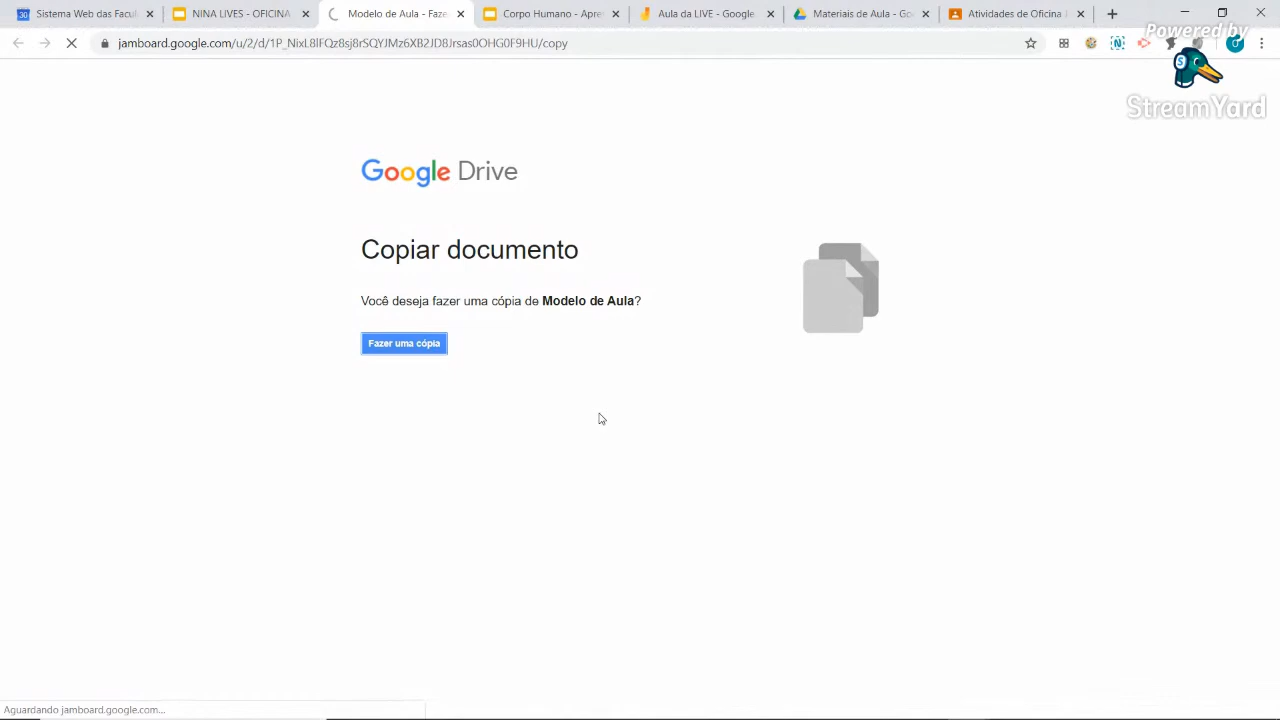 Sistema Web das Facul
NINA LIVES - OFICINA
Modelo de Aula - Faze
Corpo Humano - Apre
Aula da Nina - Google
Materiais de Aula - Go
Atividades de Oficina
jamboard.google.com/u/2/d/1P_NixL8lFQz8sj8rSQYJMz6XB2JD8Jrsas0OHG0F9HU/copy
Powered by
StreamYard
Google Drive
Copiar documento
Você deseja fazer uma cópia de Modelo de Aula?
Fazer uma cópia
Aguardando jamboard.google.com...